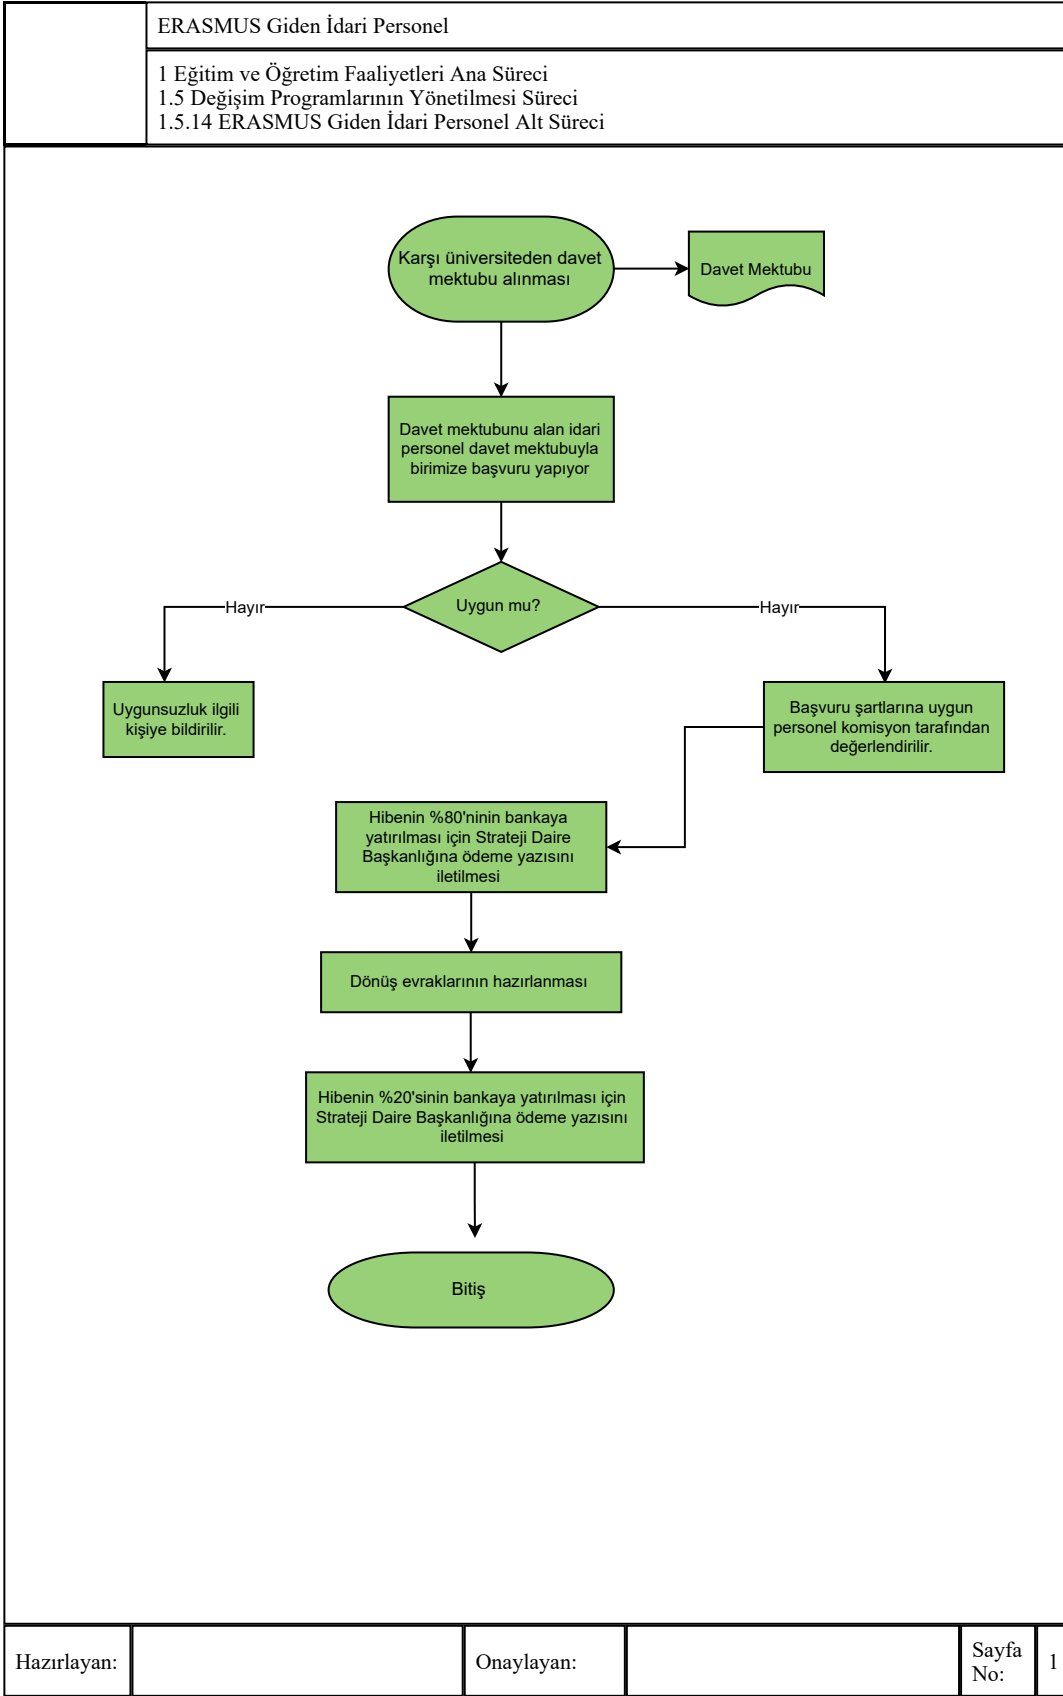 ERASMUS Giden İdari Personel
1 Eğitim ve Öğretim Faaliyetleri Ana Süreci
1.5 Değişim Programlarının Yönetilmesi Süreci
1.5.14 ERASMUS Giden İdari Personel Alt Süreci
Karşı üniversiteden davet
mektubu alınması
Davet Mektubu
Davet mektubunu alan idari
personel davet mektubuyla
birimize başvuru yapıyor
Uygun mu?
Hayır
Hayır
Uygunsuzluk ilgili
kişiye bildirilir.
Başvuru şartlarına uygun
personel komisyon tarafından
değerlendirilir.
Hibenin %80'ninin bankaya
yatırılması için Strateji Daire
Başkanlığına ödeme yazısını
iletilmesi
Dönüş evraklarının hazırlanması
Hibenin %20'sinin bankaya yatırılması için
Strateji Daire Başkanlığına ödeme yazısını
iletilmesi
Bitiş
Hazırlayan:
Onaylayan:
Sayfa
No:
1